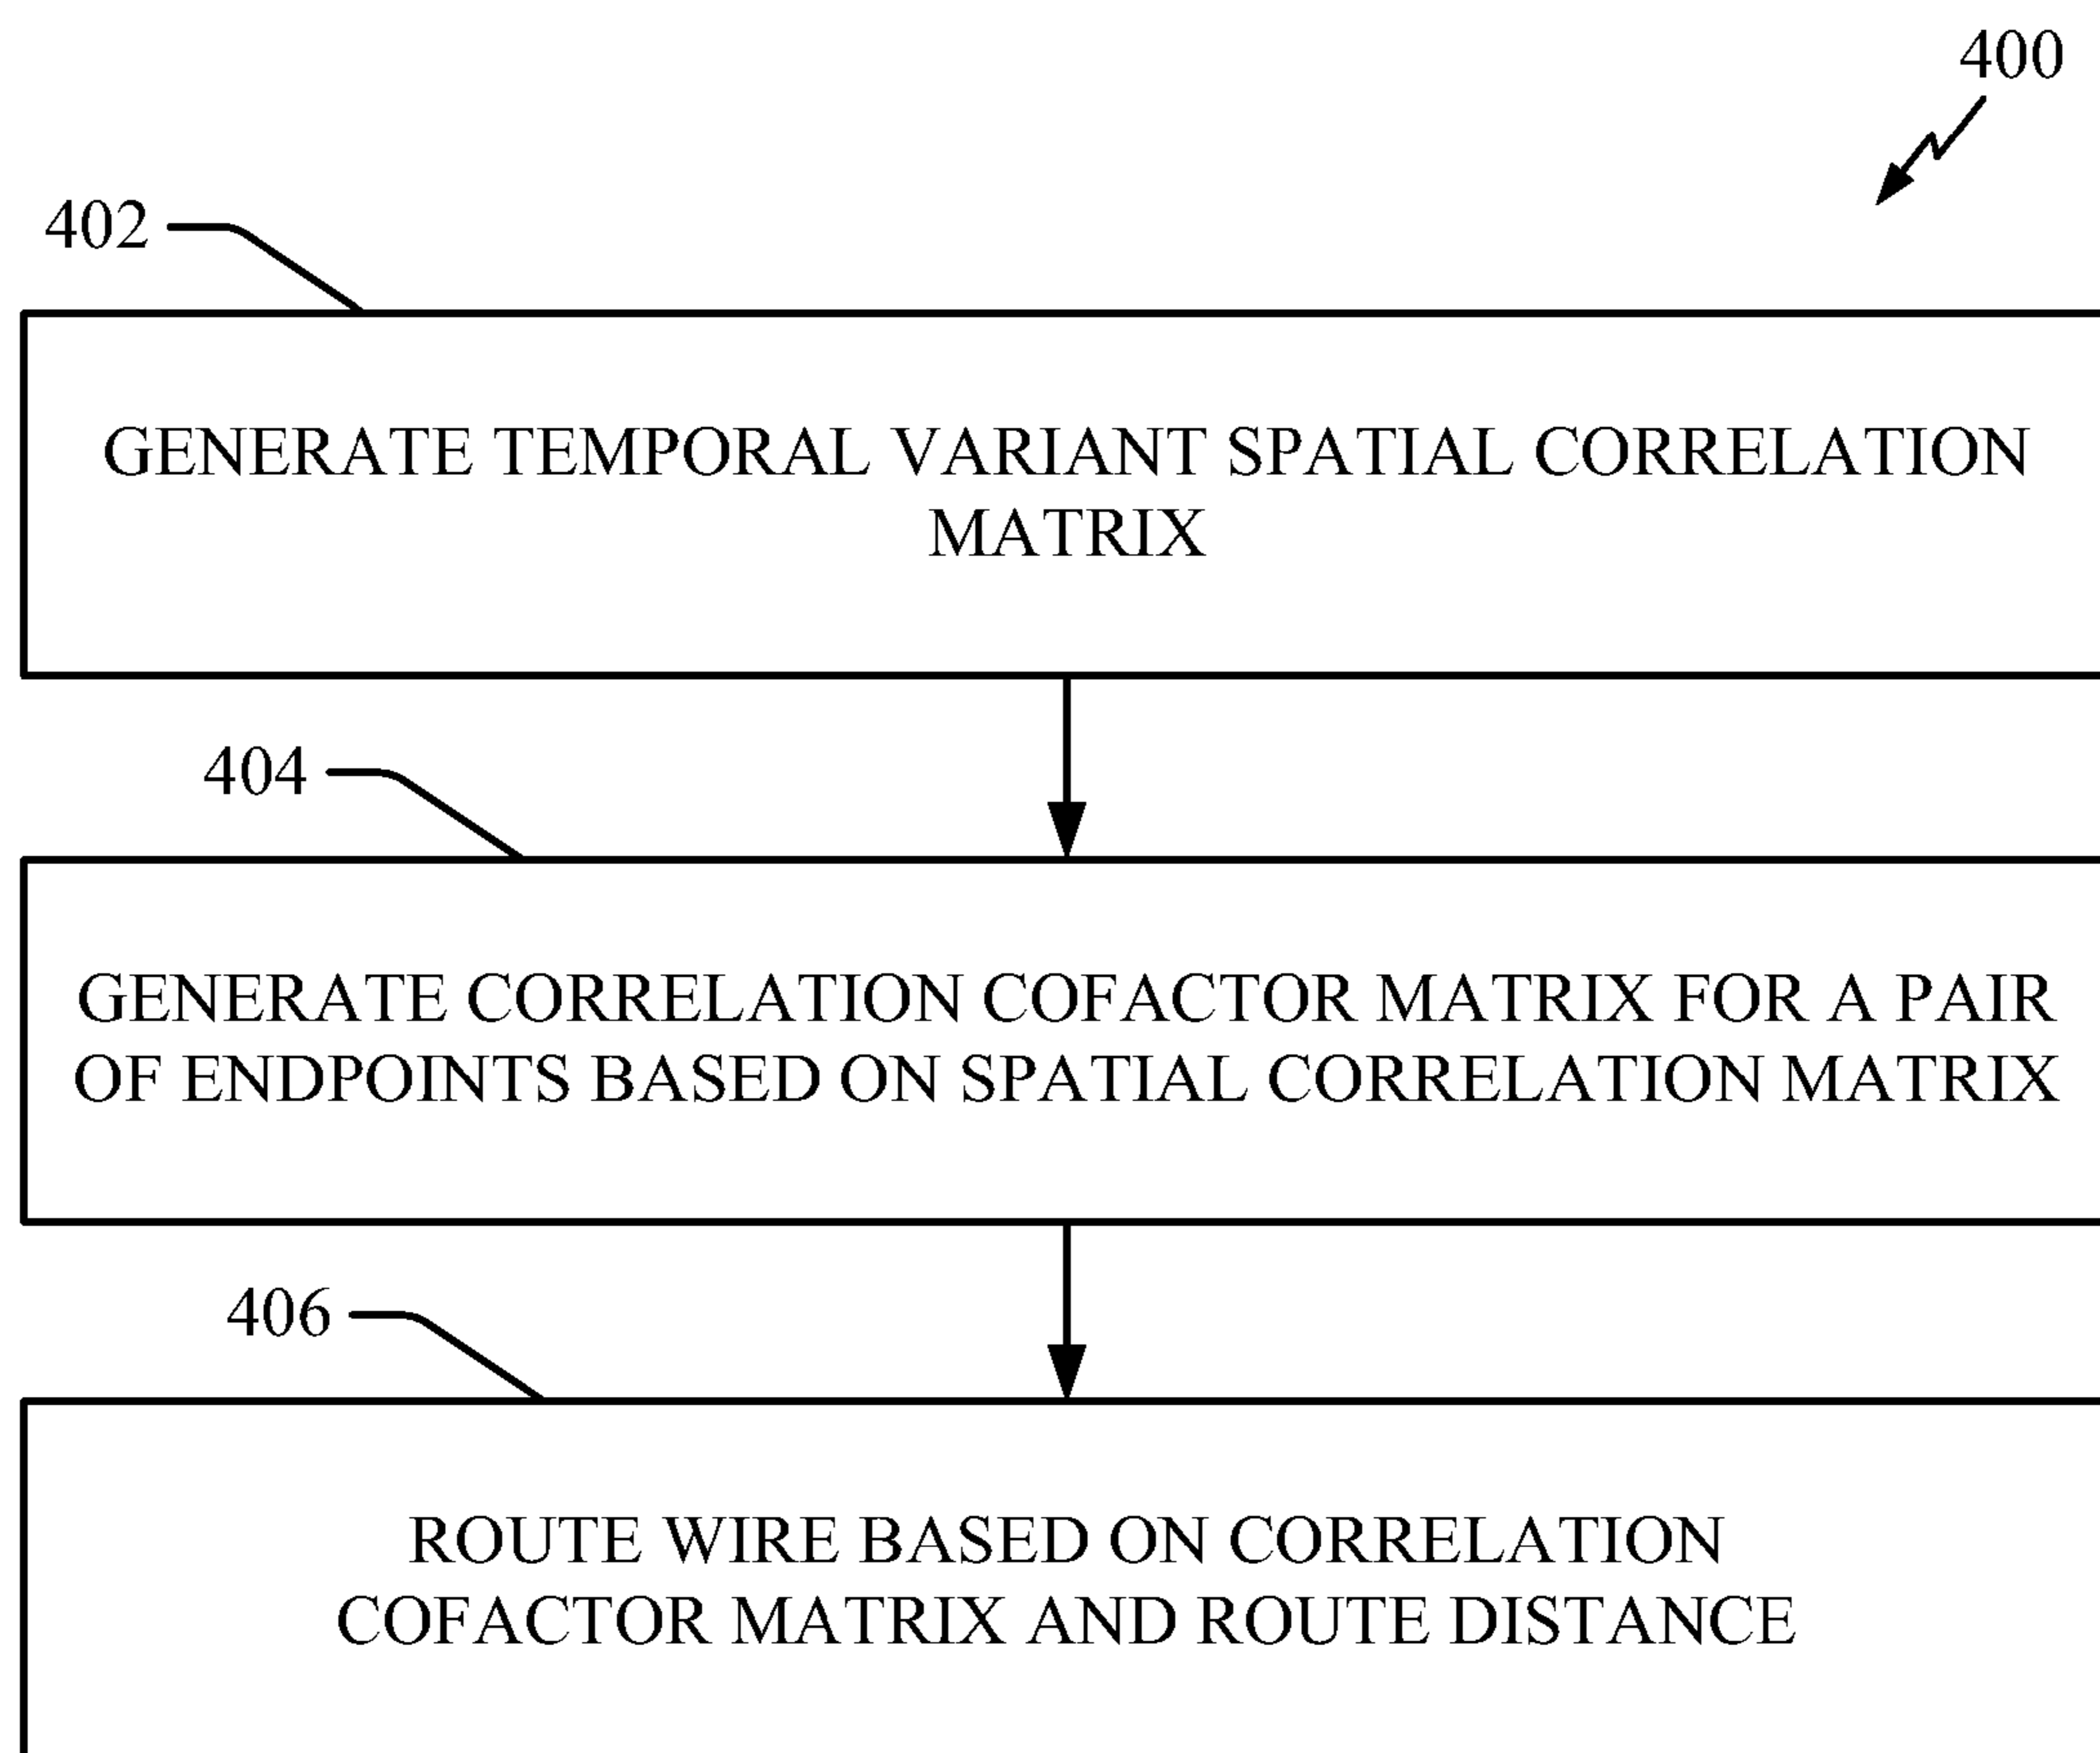 400
402
GENERATE TEMPORAL VARIANT SPATIAL CORRELATION
MATRIX
404
GENERATE CORRELATION COFACTOR MATRIX FOR A PAIR
OF ENDPOINTS BASED ON SPATIAL CORRELATION MATRIX
406
ROUTE WIRE BASED ON CORRELATION
COFACTOR MATRIX AND ROUTE DISTANCE